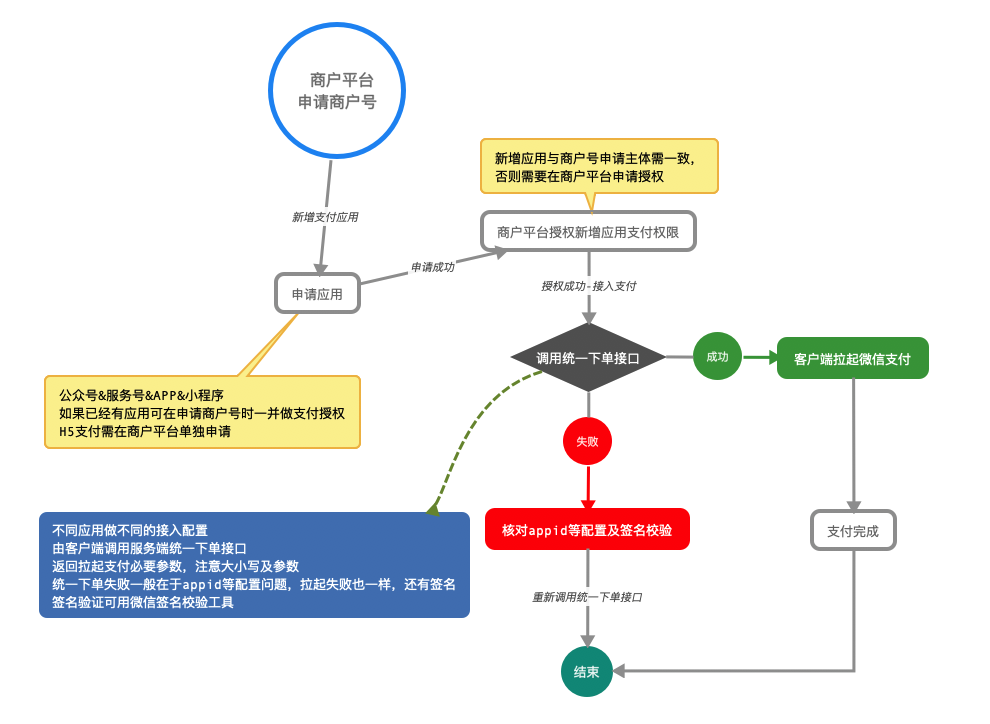 商户平台
申请商户号
新增应用与商户号申请主体需一致，
否则需要在商户平台申请授权
新增支付应用
商户平台授权新增应用支付权限
申请成功
申请应用
授权成功-接入支付
调用统一下单接口
成功
客户端拉起微信支付
公众号&服务号&APP&小程序
如果已经有应用可在申请商户号时一并做支付授权
H5支付需在商户平台单独申请
失败
不同应用做不同的接入配置
由客户端调用服务端统一下单接口
返回拉起支付必要参数，注意大小写及参数
统一下单失败一般在于appid等配置问题，拉起失败也一样，还有签名
签名验证可用微信签名校验工具
核对appid等配置及签名校验
支付完成
重新调用统一下单接口
结束